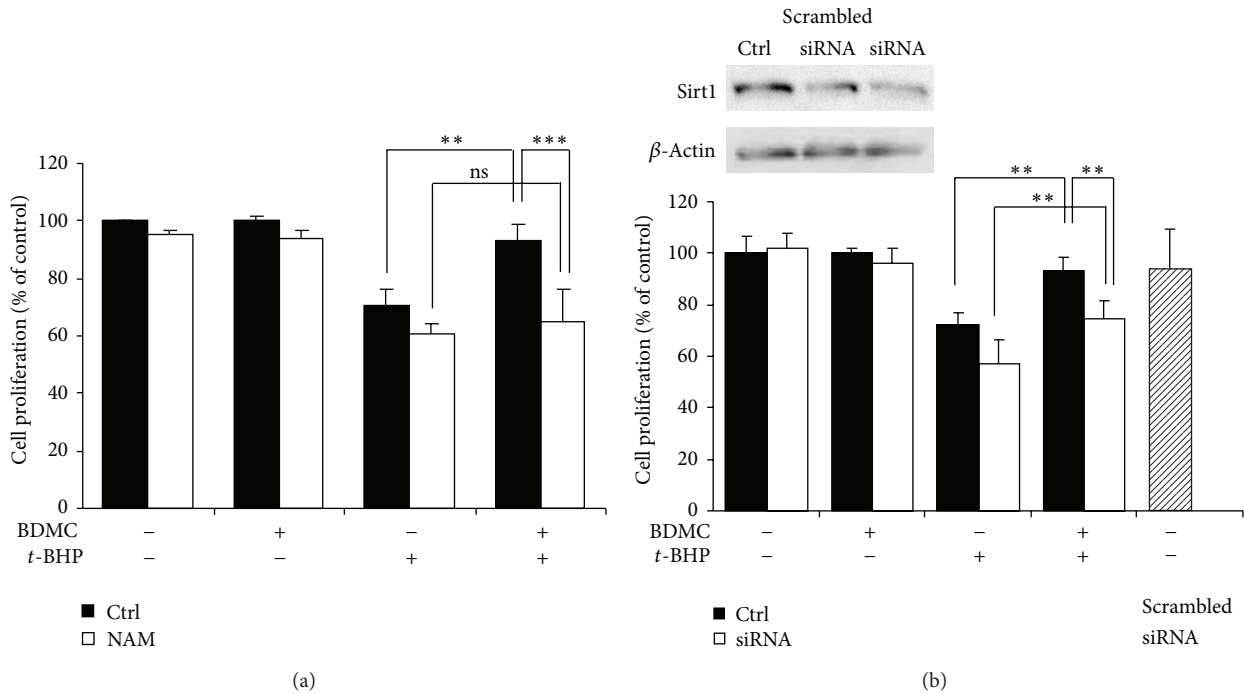 ** ***
ns
120
100
80
60
40
20
0
Cell proliferation (% of control)
BDMC − + − +
t-BHP − − + +
Ctrl
NAM
(a)
Scrambled
Ctrl siRNA siRNA
Sirt1
β-Actin
** **
**
120
100
80
60
40
20
0
Cell proliferation (% of control)
BDMC − + − + −
t-BHP − − + + −
Ctrl
siRNA
Scrambled
siRNA
(b)